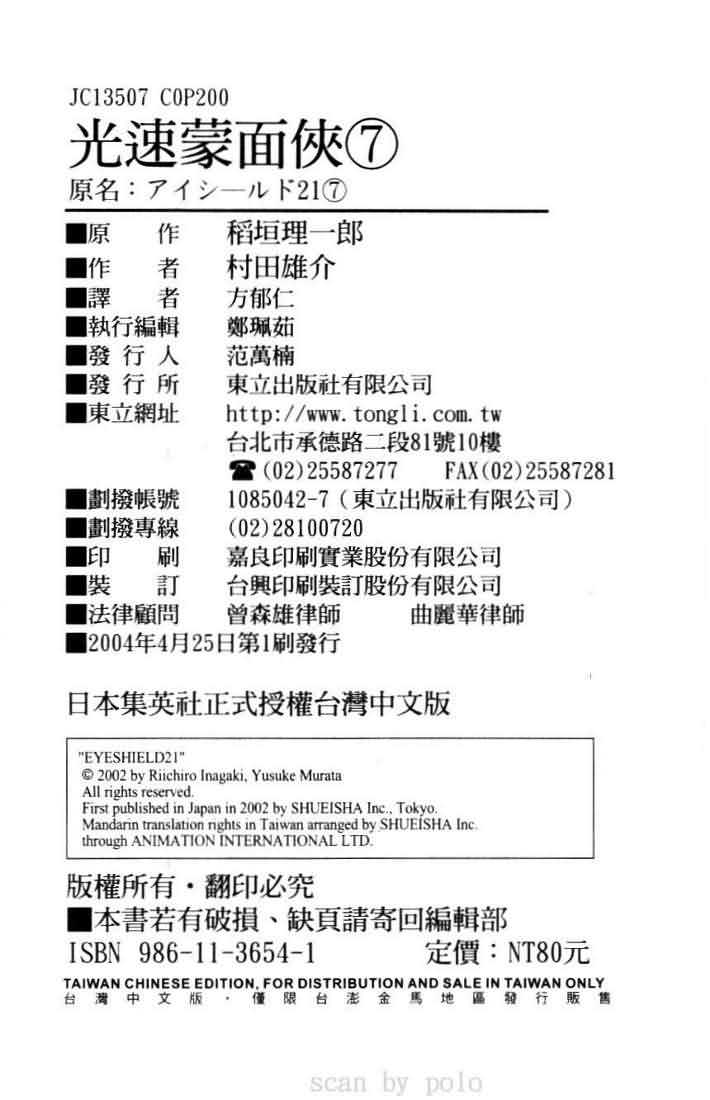 JC13507 C0P200
光速蒙面俠⑦
原名：アイシールド21⑦
■原 作 稻垣理一郎
■作 者 村田雄介
■譯 者 方郁仁
■執行編輯 鄭珮茹
■發行人 范萬楠
■發行所 東立出版社有限公司
■東立網址 http://www.tongli.com.tw
台北市承德路二段81號10樓
☎(02)25587277 FAX(02)25587281
■劃撥帳號 1085042-7（東立出版社有限公司）
■劃撥專線 (02)28100720
■印 刷 嘉良印刷實業股份有限公司
■裝 訂 台興印刷裝訂股份有限公司
■法律顧問 曾森雄律師 曲麗華律師
■2004年4月25日第1刷發行
日本集英社正式授權台灣中文版
"EYESHIELD21"
© 2002 by Riichiro Inagaki, Yusuke Murata
All rights reserved.
First published in Japan in 2002 by SHUEISHA Inc., Tokyo.
Mandarin translation rights in Taiwan arranged by SHUEISHA Inc.
through ANIMATION INTERNATIONAL LTD.
版權所有・翻印必究
■本書若有破損、缺頁請寄回編輯部
ISBN 986-11-3654-1 定價：NT80元
TAIWAN CHINESE EDITION, FOR DISTRIBUTION AND SALE IN TAIWAN ONLY
台灣中文版・僅限台澎金馬地區發行販售
scan by polo